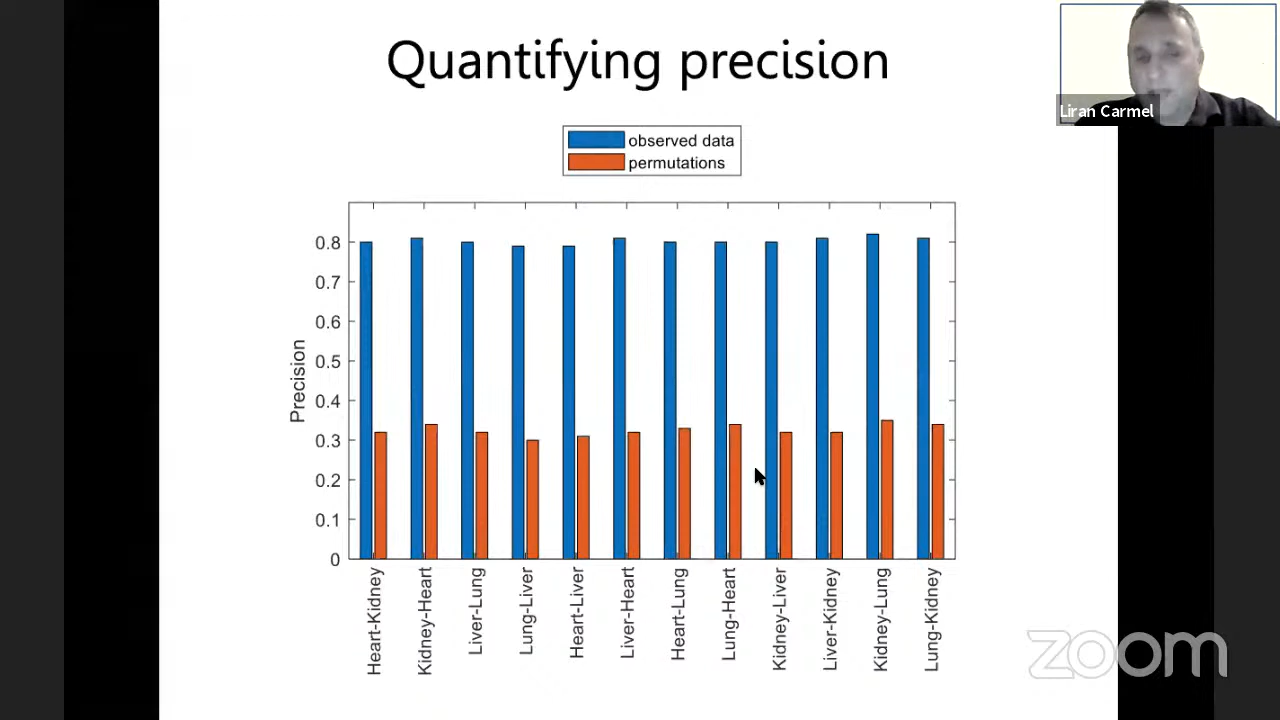 Quantifying precision
Liran Carmel
observed data
permutations
Precision
0.8
0.7
0.6
0.5
0.4
0.3
0.2
0.1
0
Heart-Kidney
Kidney-Heart
Liver-Lung
Lung-Liver
Heart-Liver
Liver-Heart
Heart-Lung
Lung-Heart
Kidney-Liver
Liver-Kidney
Kidney-Lung
Lung-Kidney
zoom